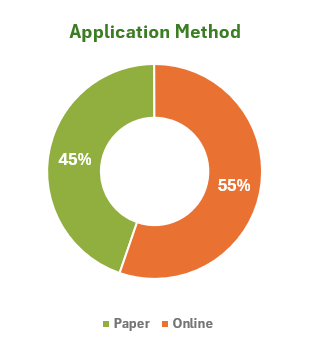 Application Method
45%
55%
Paper Online